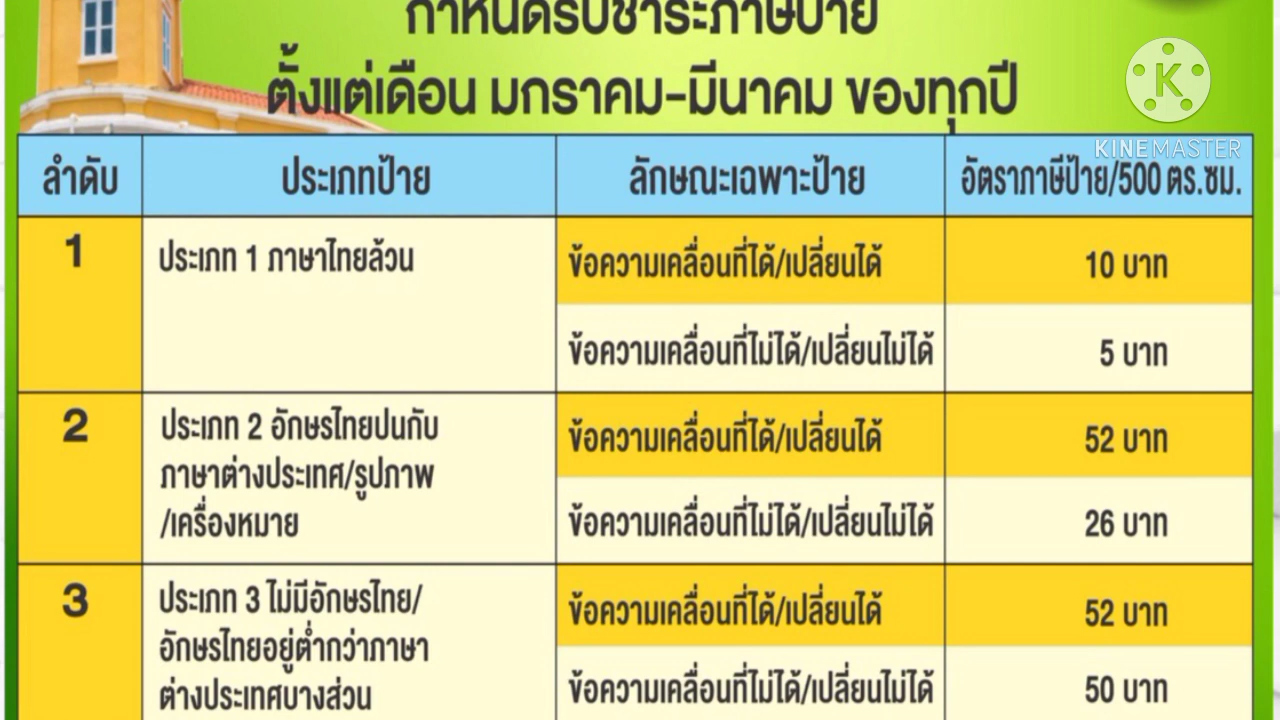 กำหนดรับชำระภาษีป้าย
ตั้งแต่เดือน มกราคม-มีนาคม ของทุกปี
KINEMASTER
ลำดับ ประเภทป้าย ลักษณะเฉพาะป้าย อัตราภาษีป้าย/500 ตร.ซม.
1 ประเภท 1 ภาษาไทยล้วน ข้อความเคลื่อนที่ได้/เปลี่ยนได้ 10 บาท
ข้อความเคลื่อนที่ไม่ได้/เปลี่ยนไม่ได้ 5 บาท
2 ประเภท 2 อักษรไทยปนกับ ข้อความเคลื่อนที่ได้/เปลี่ยนได้ 52 บาท
ภาษาต่างประเทศ/รูปภาพ
/เครื่องหมาย ข้อความเคลื่อนที่ไม่ได้/เปลี่ยนไม่ได้ 26 บาท
3 ประเภท 3 ไม่มีอักษรไทย/ ข้อความเคลื่อนที่ได้/เปลี่ยนได้ 52 บาท
อักษรไทยอยู่ต่ำกว่าภาษา
ต่างประเทศบางส่วน ข้อความเคลื่อนที่ไม่ได้/เปลี่ยนไม่ได้ 50 บาท